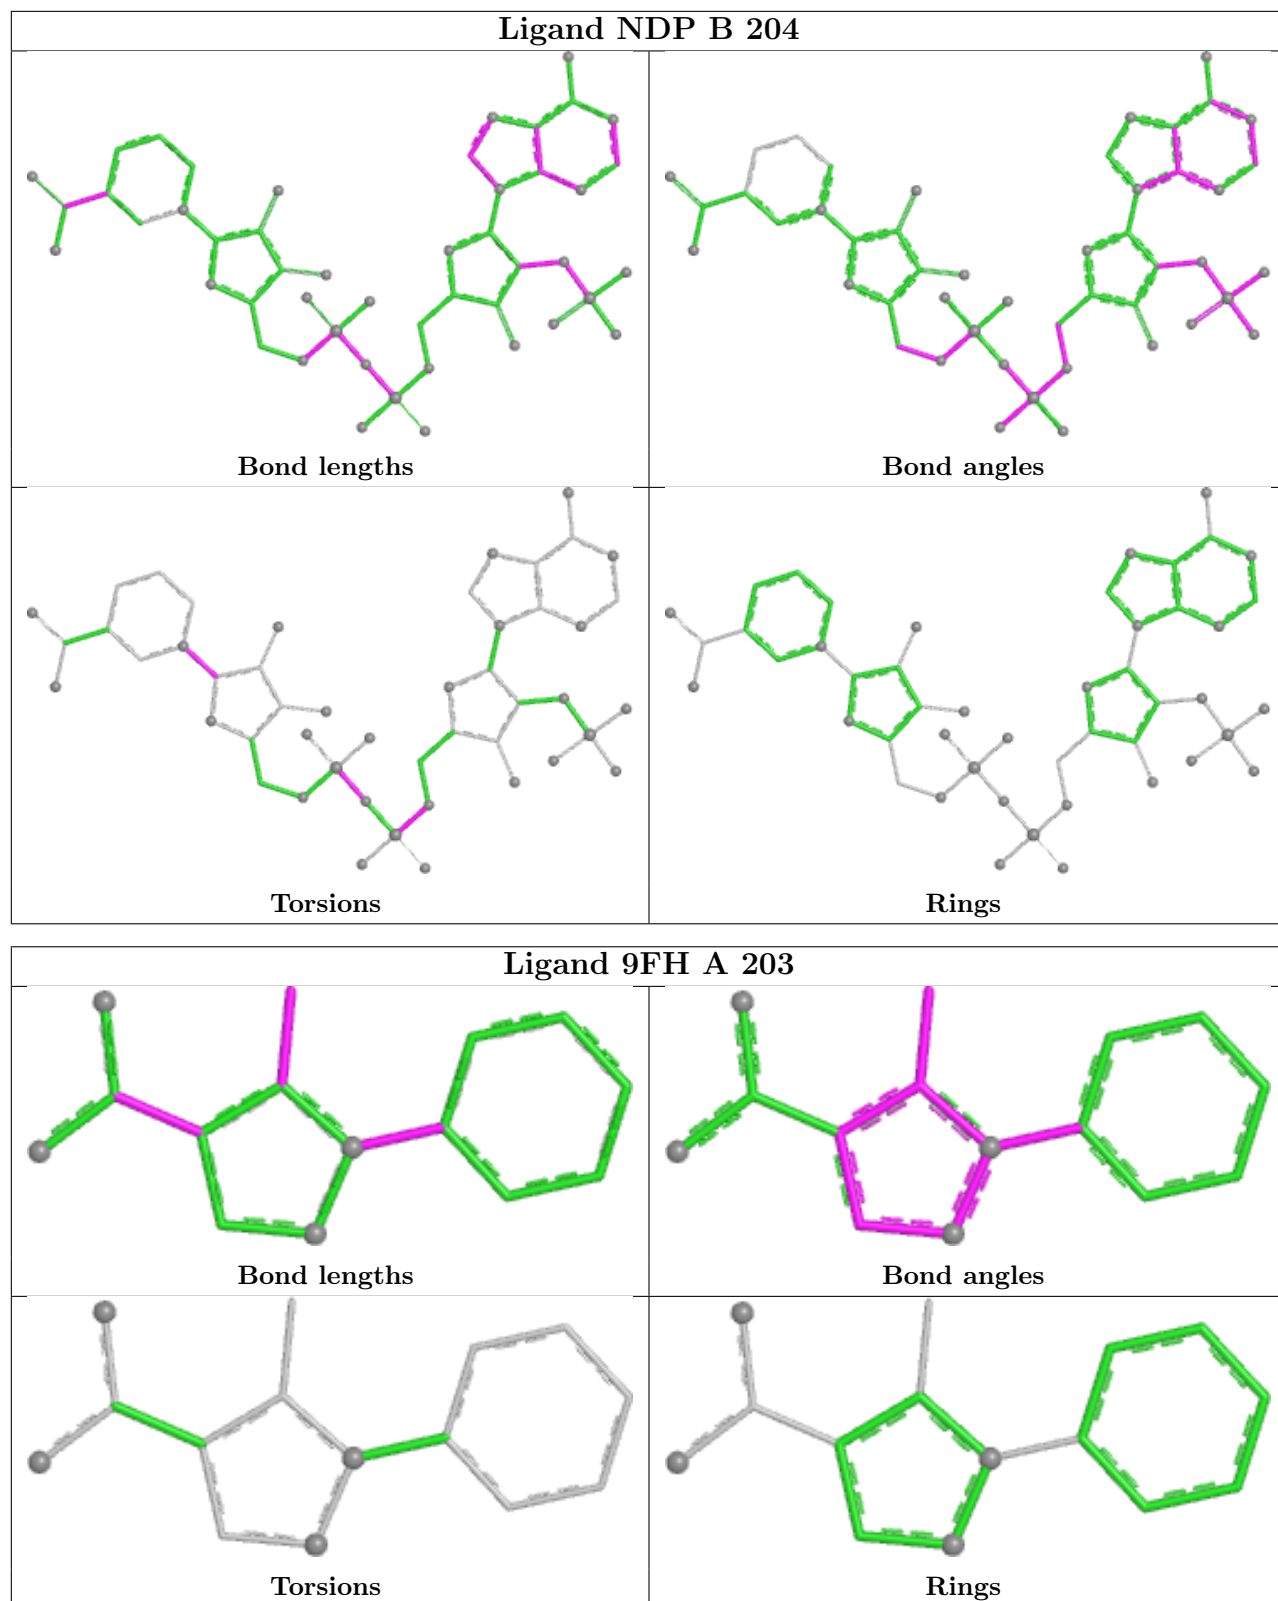 Ligand NDP B 204
Bond lengths
Bond angles
Torsions
Rings
Ligand 9FH A 203
Bond lengths
Bond angles
Torsions
Rings